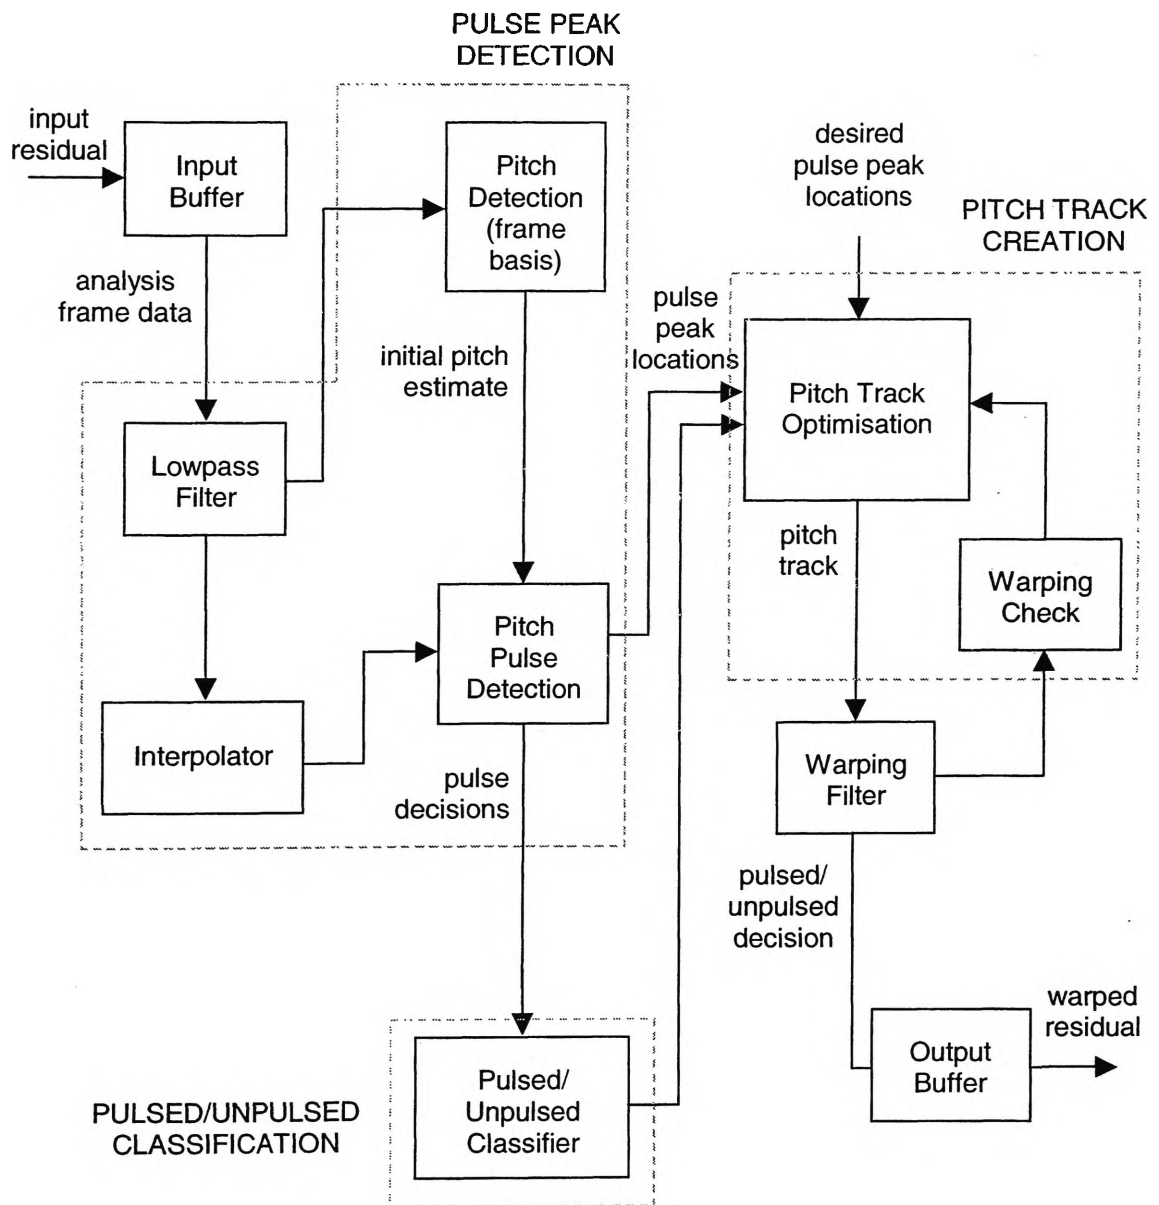 PULSE PEAK
DETECTION
input
residual
Input
Buffer
Pitch
Detection
(frame
basis)
desired
pulse peak
locations
PITCH TRACK
CREATION
analysis
frame data
pulse
peak
locations
initial pitch
estimate
Pitch Track
Optimisation
Lowpass
Filter
pitch
track
Warping
Check
Pitch
Pulse
Detection
Interpolator
pulse
decisions
Warping
Filter
pulsed/
unpulsed
decision
warped
residual
Output
Buffer
Pulsed/
Unpulsed
Classifier
PULSED/UNPULSED
CLASSIFICATION